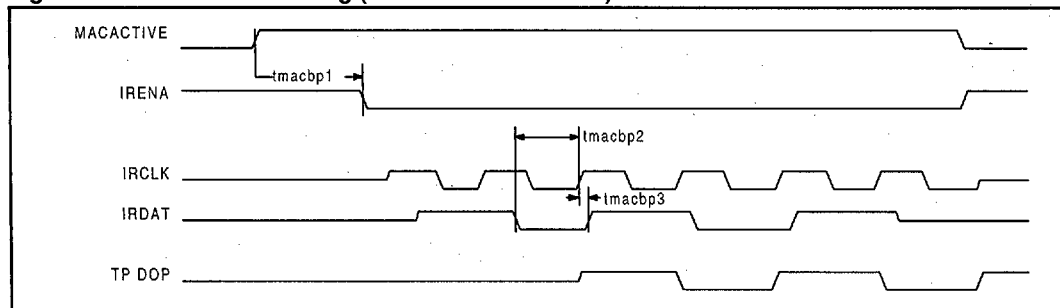 MACACTIVE
tmacbp1
IRENA
tmacbp2
IRCLK
tmacbp3
IRDAT
TP DOP